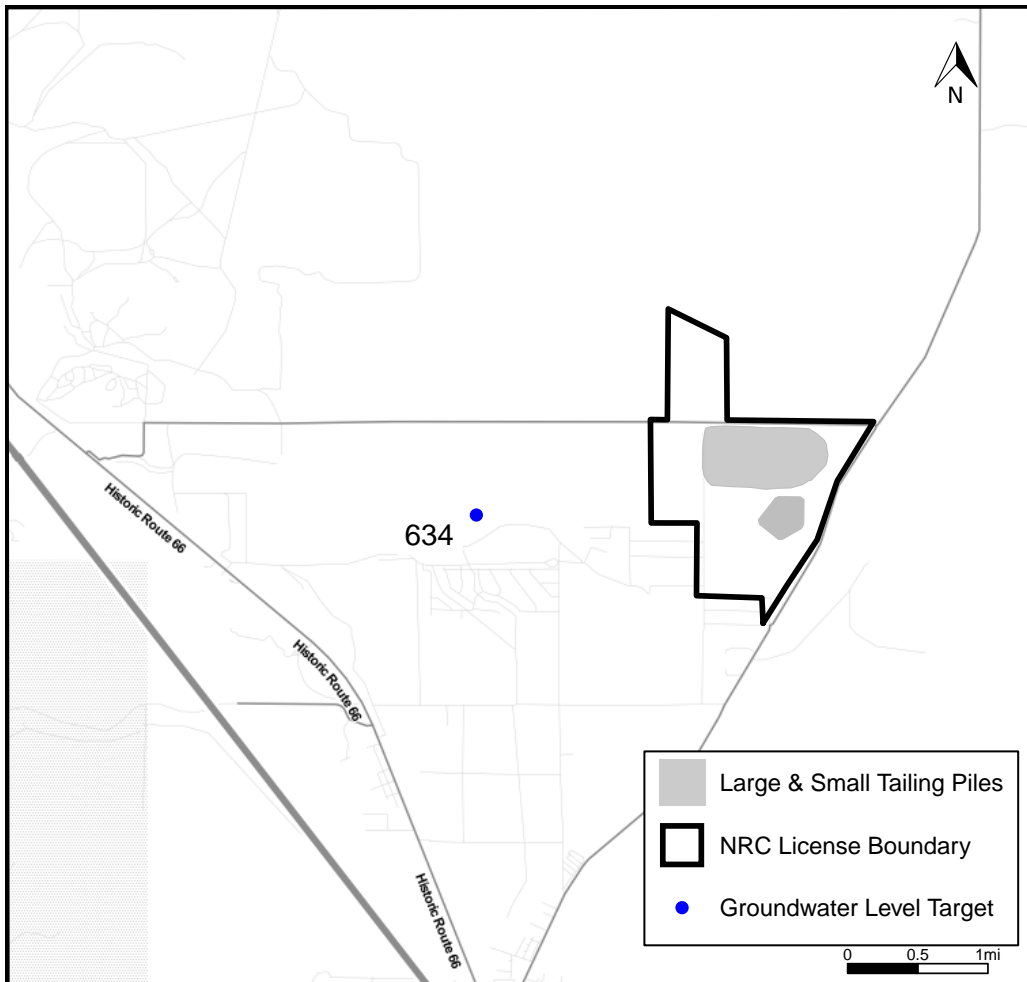 N
Historic Route 66
634
Historic Route 66
Historic Route 66
Large & Small Tailing Piles
NRC License Boundary
Groundwater Level Target
0 0.5 1mi